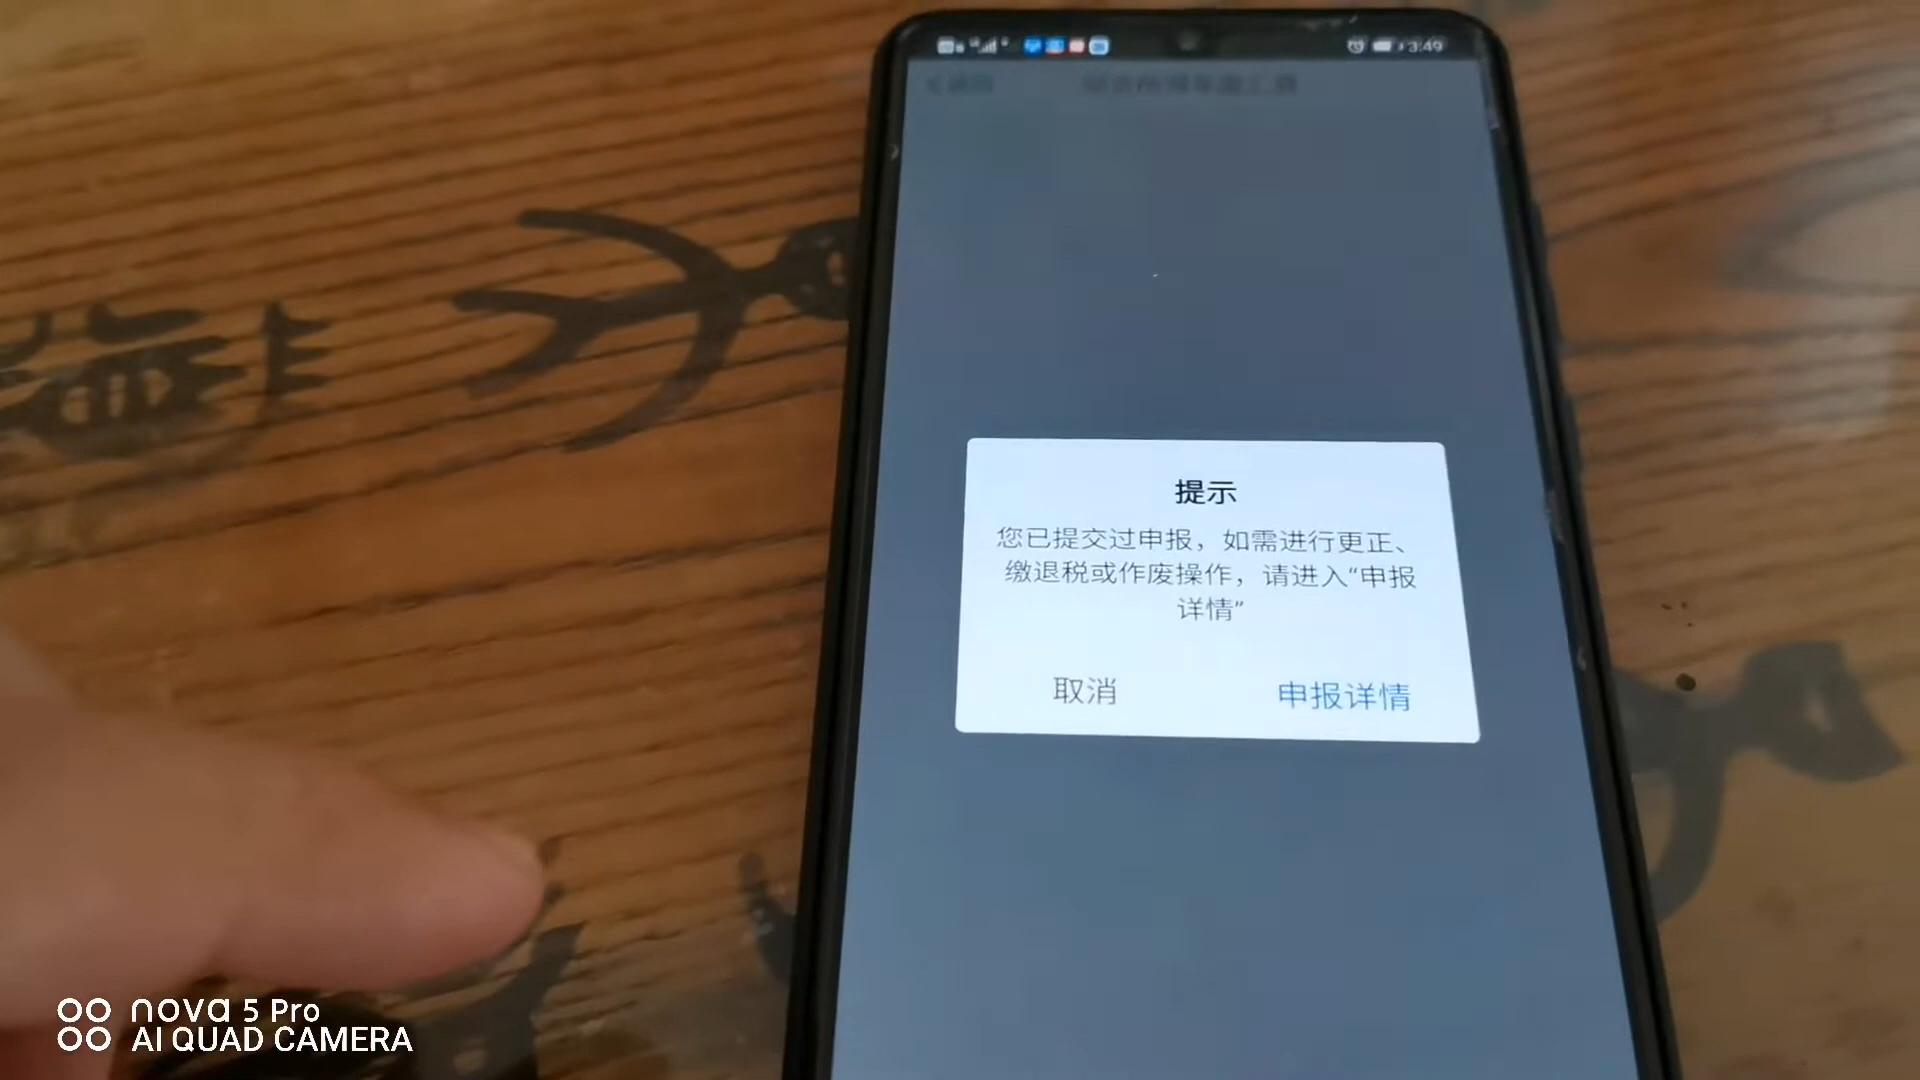 3:49
提示
您已提交过申报，如需进行更正、
缴退税或作废操作，请进入“申报
详情”
取消
申报详情
nova 5 Pro
AI QUAD CAMERA